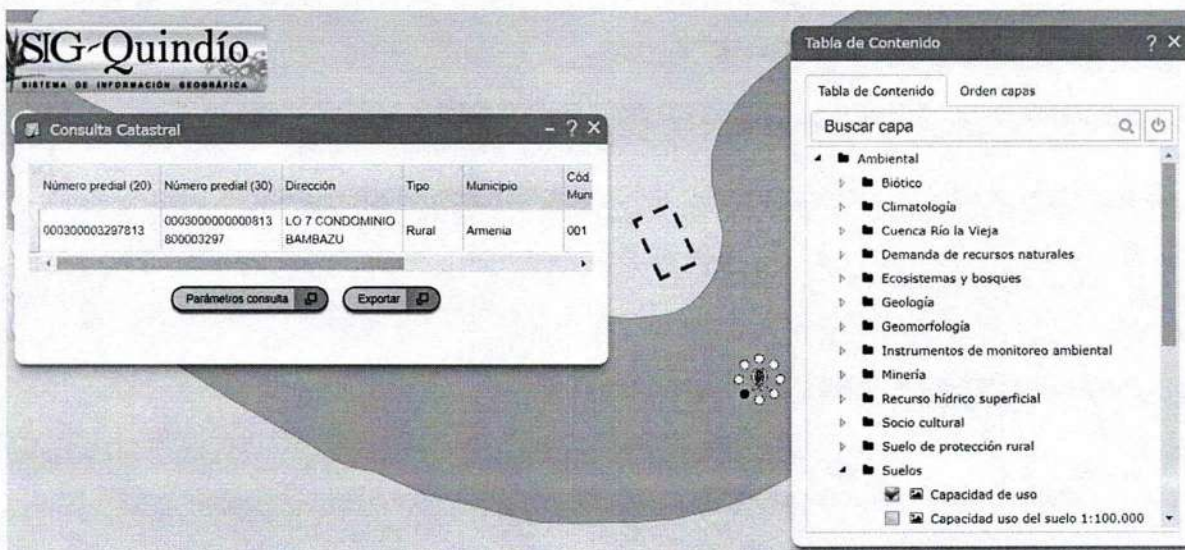 SIG-Quindío
SISTEMA DE INFORMACIÓN GEOGRÁFICA
Consulta Catastral
Número predial (20) Número predial (30) Dirección Tipo Municipio Cód. Muni
000300003297813 0003000000000813 LO 7 CONDOMINIO Rural Armenia 001
800003297 BAMBAZU
Parámetros consulta Exportar
Tabla de Contenido ? X
Tabla de Contenido Orden capas
Buscar capa
Ambiental
Biótico
Climatología
Cuenca Río la Vieja
Demanda de recursos naturales
Ecosistemas y bosques
Geología
Geomorfología
Instrumentos de monitoreo ambiental
Minería
Recurso hídrico superficial
Socio cultural
Suelo de protección rural
Suelos
Capacidad de uso
Capacidad uso del suelo 1:100.000